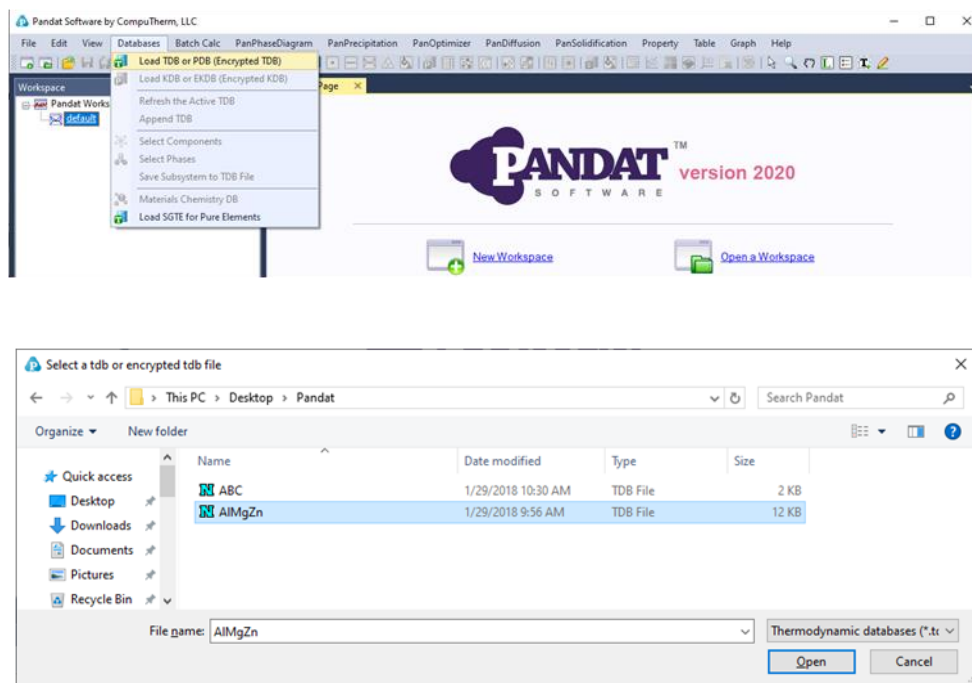 Pandat Software by CompuTherm, LLC
File Edit View Databases Batch Calc PanPhaseDiagram PanPrecipitation PanOptimizer PanDiffusion PanSolidification Property Table Graph Help
Load TDB or PDB (Encrypted TDB)
Workspace
Load KDB or EKDB (Encrypted KDB)
Page
Pandat Works
Refresh the Active TDB
default
Append TDB
Select Components
Select Phases
Save Subsystem to TDB File
Materials Chemistry DB
Load SGTE for Pure Elements
PANDAT TM
SOFTWARE
version 2020
New Workspace
Open a Workspace
Select a tdb or encrypted tdb file
This PC > Desktop > Pandat
Search Pandat
Organize New folder
Name Date modified Type Size
Quick access
ABC 1/29/2018 10:30 AM TDB File 2 KB
Desktop
AlMgZn 1/29/2018 9:56 AM TDB File 12 KB
Downloads
Documents
Pictures
Recycle Bin
File name: AlMgZn
Thermodynamic databases (*.tc
Open Cancel